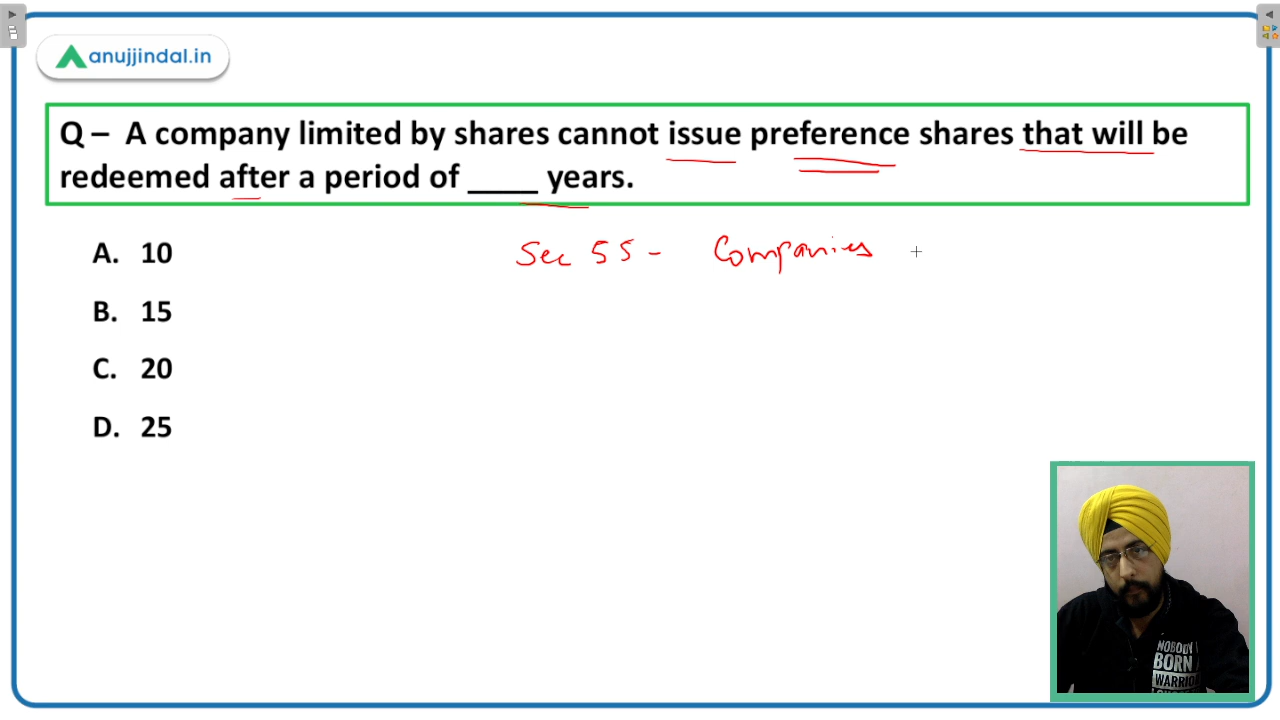 anujjindal.in
Q – A company limited by shares cannot issue preference shares that will be
redeemed after a period of ____ years.
Sec 55 - Companies
A. 10
B. 15
C. 20
D. 25
NOBODY
BORN
WARRIOR